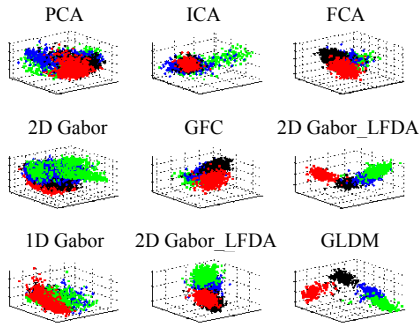 PCA ICA FCA
2D Gabor GFC 2D Gabor_LFDA
1D Gabor 2D Gabor_LFDA GLDM